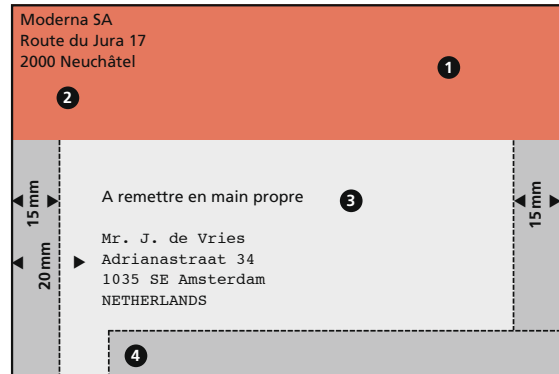 Moderna SA
Route du Jura 17
2000 Neuchâtel
1
2
15 mm
A remettre en main propre
3
15 mm
Mr. J. de Vries
Adrianastraat 34
1035 SE Amsterdam
NETHERLANDS
20 mm
4